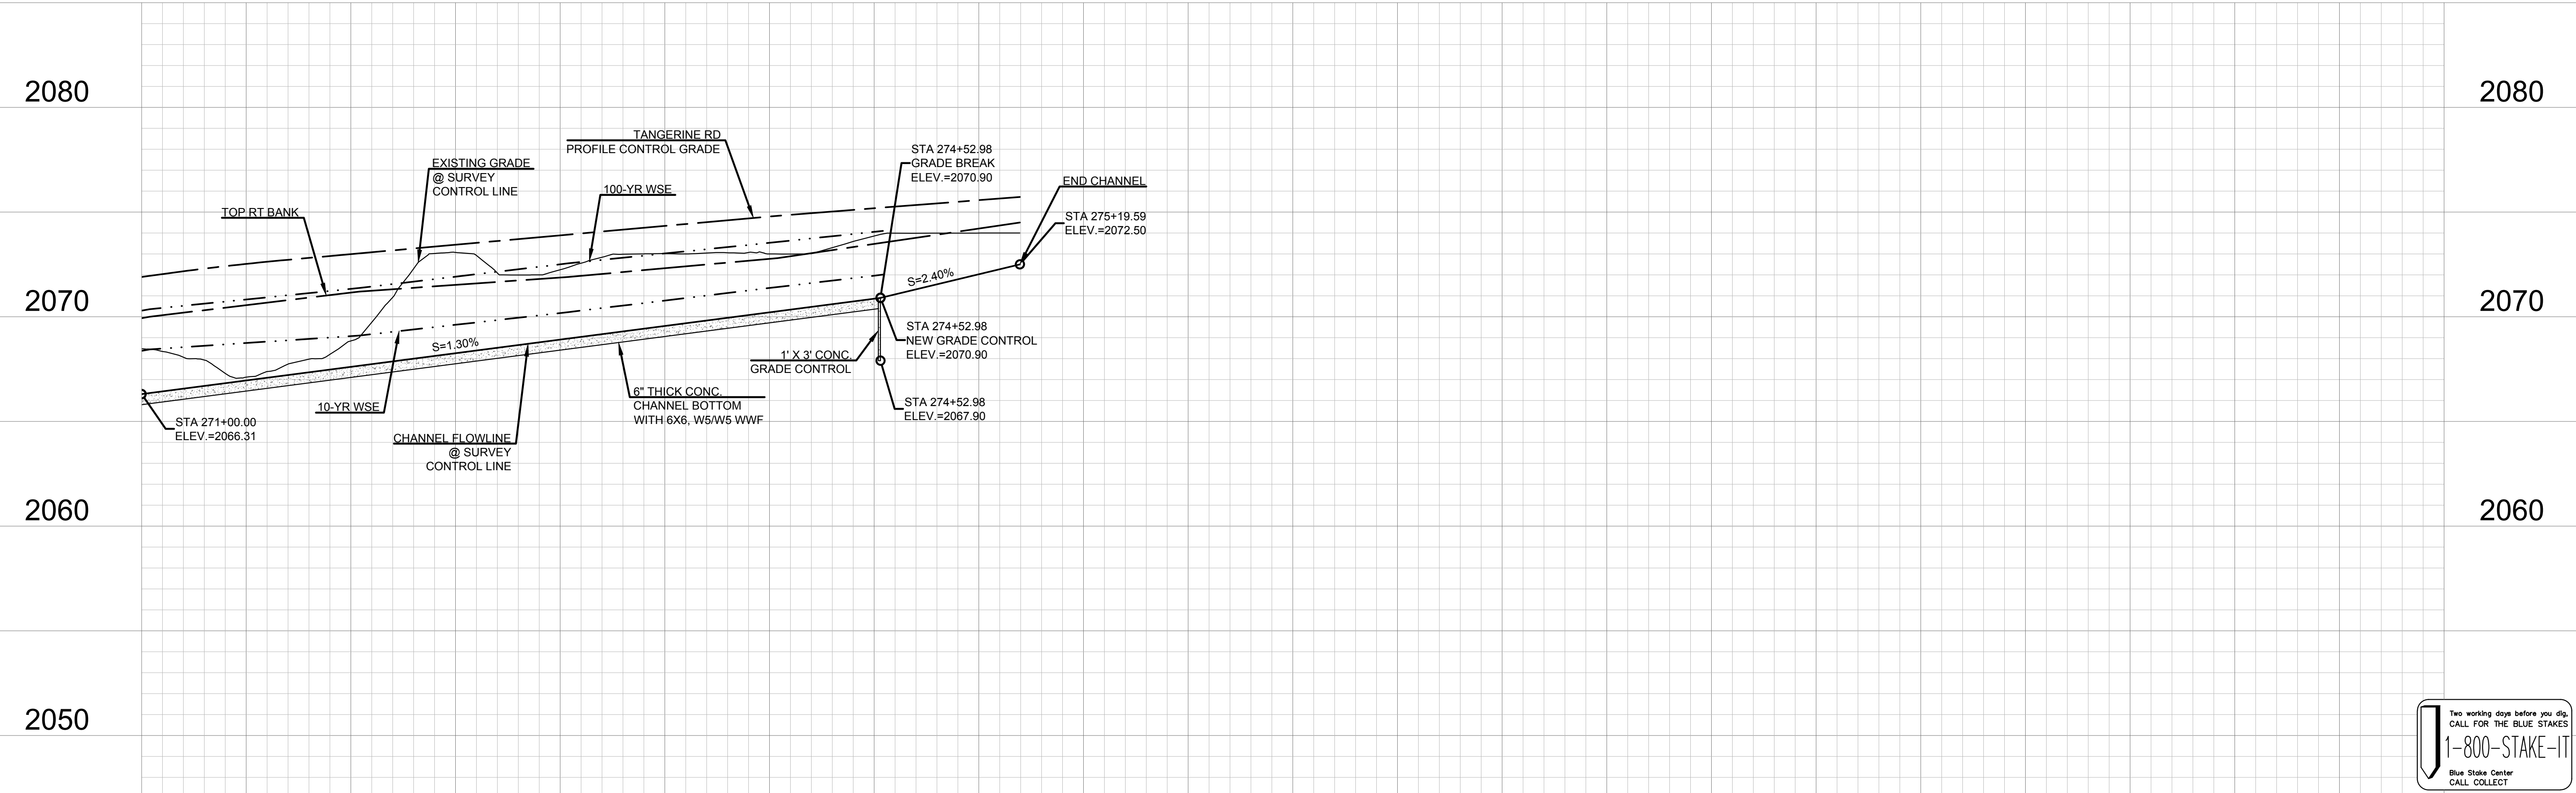 2080
2080
TANGERINE RD
PROFILE CONTROL GRADE
STA 274+52.98
GRADE BREAK
ELEV.=2070.90
EXISTING GRADE
@ SURVEY
CONTROL LINE
100-YR WSE
END CHANNEL
TOP RT BANK
STA 275+19.59
ELEV.=2072.50
S=2.40%
2070
2070
STA 274+52.98
NEW GRADE CONTROL
ELEV.=2070.90
S=1.30%
1' X 3' CONC.
GRADE CONTROL
6" THICK CONC.
CHANNEL BOTTOM
WITH 6X6, W5/W5 WWF
10-YR WSE
STA 274+52.98
ELEV.=2067.90
STA 271+00.00
ELEV.=2066.31
CHANNEL FLOWLINE
@ SURVEY
CONTROL LINE
2060
2060
2050
Two working days before you dig,
CALL FOR THE BLUE STAKES
1-800-STAKE-IT
Blue Stake Center
CALL COLLECT